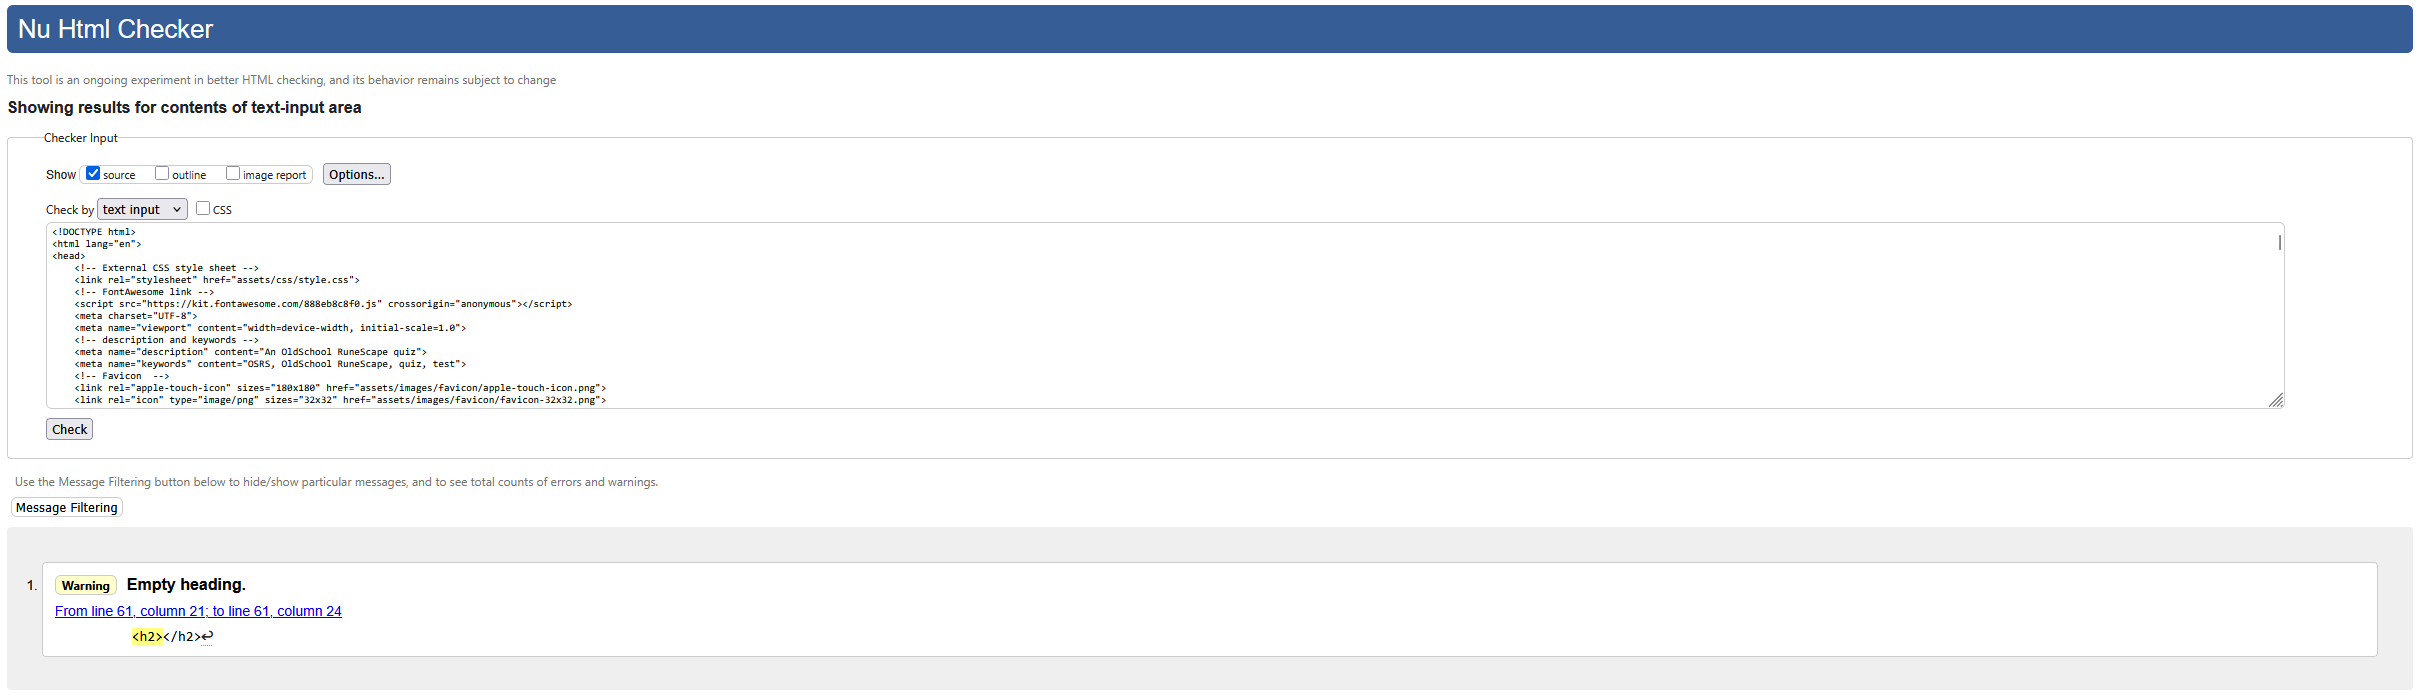 Nu Html Checker
This tool is an ongoing experiment in better HTML checking, and its behavior remains subject to change
Showing results for contents of text-input area
Checker Input
Show source outline image report Options...
Check by text input CSS
<!DOCTYPE html>
<html lang="en">
<head>
    <!-- External CSS style sheet -->
    <link rel="stylesheet" href="assets/css/style.css">
    <!-- FontAwesome link -->
    <script src="https://kit.fontawesome.com/888eb8c8f0.js" crossorigin="anonymous"></script>
    <meta charset="UTF-8">
    <meta name="viewport" content="width=device-width, initial-scale=1.0">
    <!-- description and keywords -->
    <meta name="description" content="An OldSchool RuneScape quiz">
    <meta name="keywords" content="OSRS, OldSchool RuneScape, quiz, test">
    <!-- Favicon  -->
    <link rel="apple-touch-icon" sizes="180x180" href="assets/images/favicon/apple-touch-icon.png">
    <link rel="icon" type="image/png" sizes="32x32" href="assets/images/favicon/favicon-32x32.png">
Check
Use the Message Filtering button below to hide/show particular messages, and to see total counts of errors and warnings.
Message Filtering
1. Warning Empty heading.
From line 61, column 21; to line 61, column 24
<h2></h2>↩